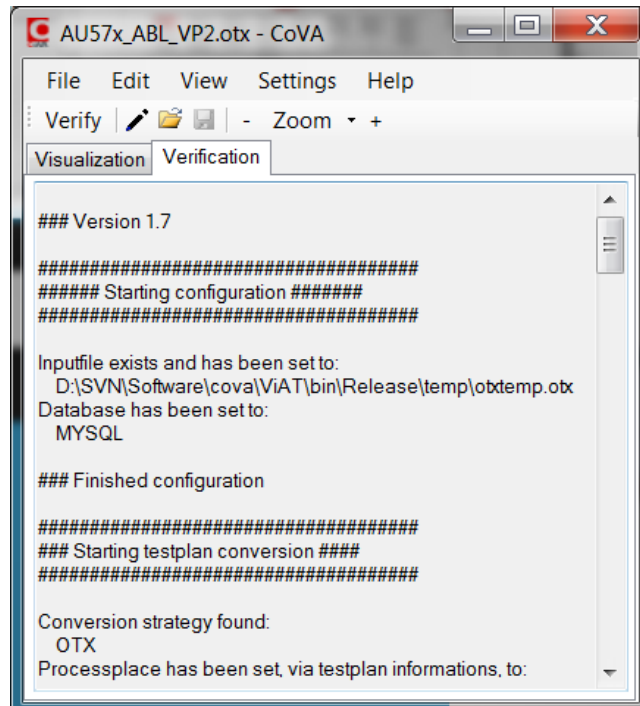 AU57x_ABL_VP2.otx - CoVA
File Edit View Settings Help
Verify - Zoom +
Visualization Verification
### Version 1.7
#####################################
###### Starting configuration #######
#####################################
Inputfile exists and has been set to:
D:\SVN\Software\cova\ViAT\bin\Release\temp\otxtemp.otx
Database has been set to:
MYSQL
### Finished configuration
#####################################
### Starting testplan conversion ####
#####################################
Conversion strategy found:
OTX
Processplace has been set, via testplan informations, to: